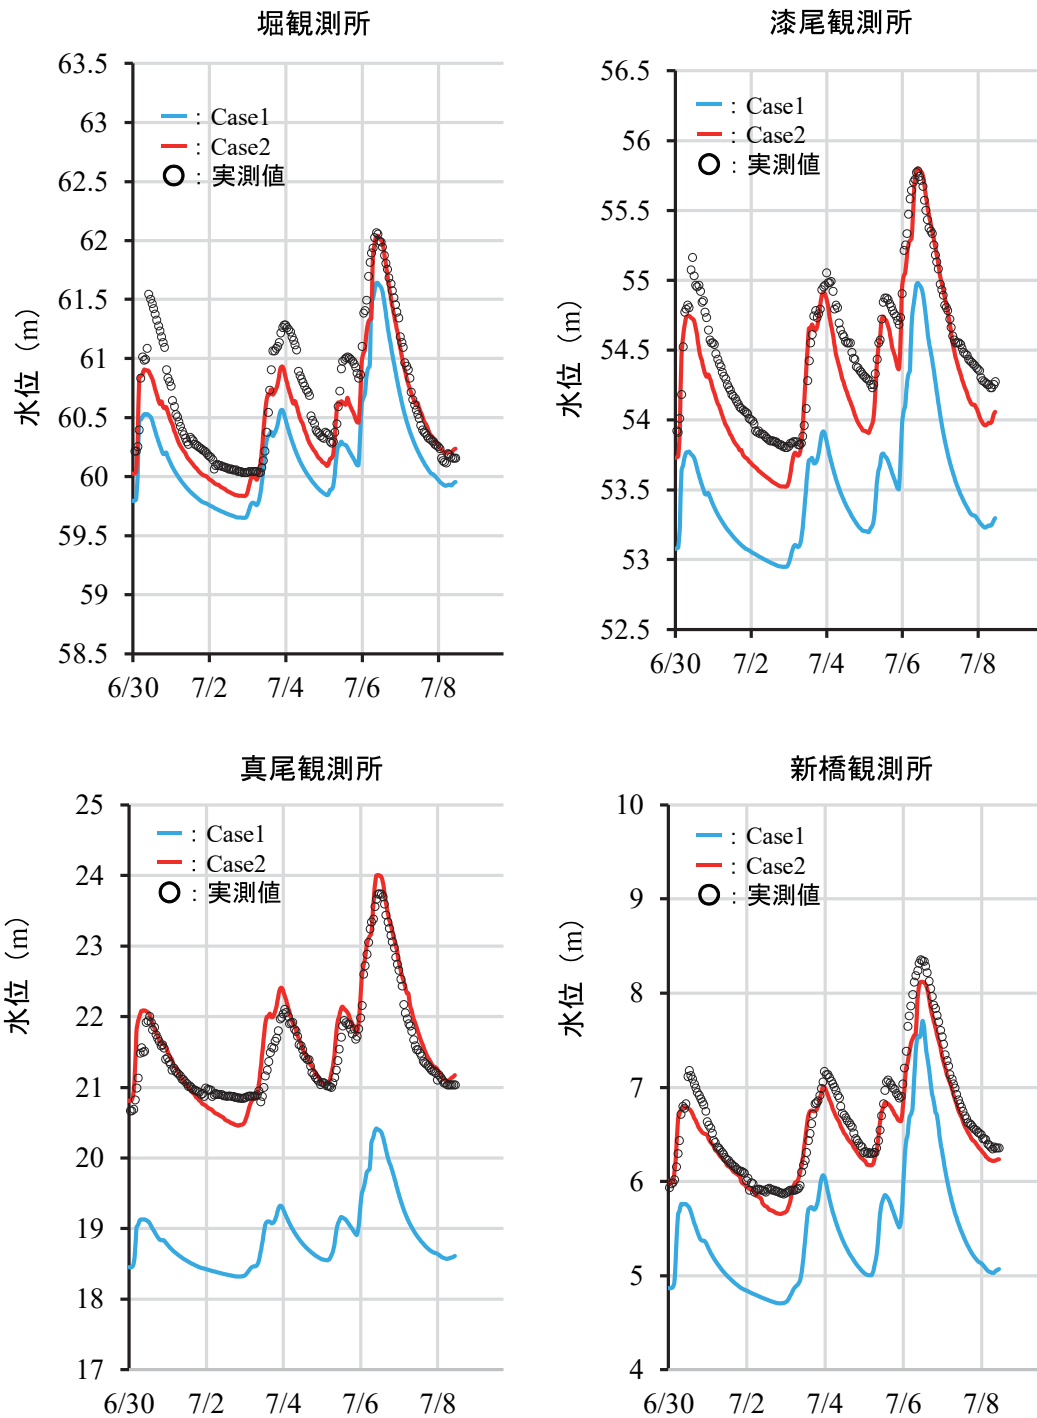 堀観測所
63.5
63
62.5
62
61.5
61
60.5
60
59.5
59
58.5
水位（m）
：Case1
：Case2
：実測値
6/30 7/2 7/4 7/6 7/8
漆尾観測所
56.5
56
55.5
55
54.5
54
53.5
53
52.5
水位（m）
：Case1
：Case2
：実測値
6/30 7/2 7/4 7/6 7/8
真尾観測所
25
24
23
22
21
20
19
18
17
水位（m）
：Case1
：Case2
：実測値
6/30 7/2 7/4 7/6 7/8
新橋観測所
10
9
8
7
6
5
4
水位（m）
：Case1
：Case2
：実測値
6/30 7/2 7/4 7/6 7/8